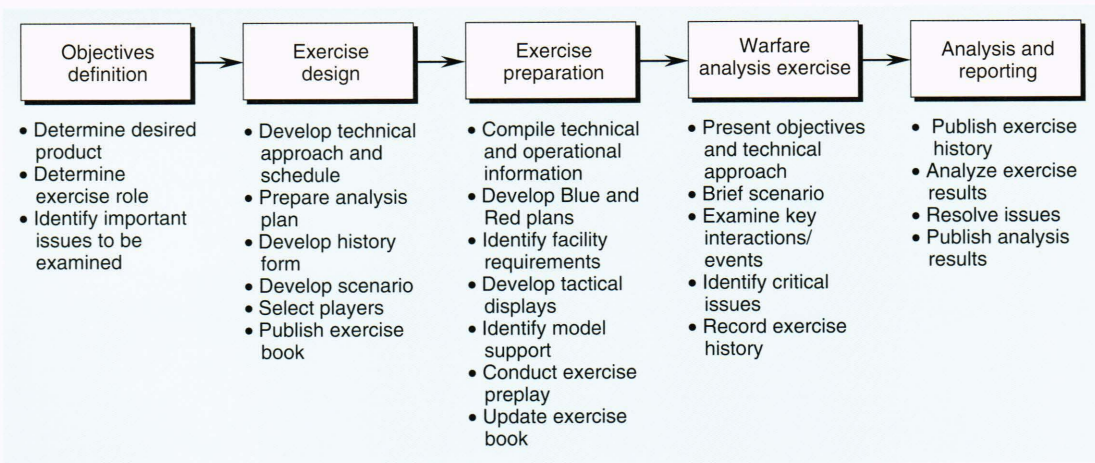 Objectives
definition
• Determine desired
product
• Determine
exercise role
• Identify important
issues to be
examined
Exercise
design
• Develop technical
approach and
schedule
• Prepare analysis
plan
• Develop history
form
• Develop scenario
• Select players
• Publish exercise
book
Exercise
preparation
• Compile technical
and operational
information
• Develop Blue and
Red plans
• Identify facility
requirements
• Develop tactical
displays
• Identify model
support
• Conduct exercise
preplay
• Update exercise
book
Warfare
analysis exercise
• Present objectives
and technical
approach
• Brief scenario
• Examine key
interactions/
events
• Identify critical
issues
• Record exercise
history
Analysis and
reporting
• Publish exercise
history
• Analyze exercise
results
• Resolve issues
• Publish analysis
results